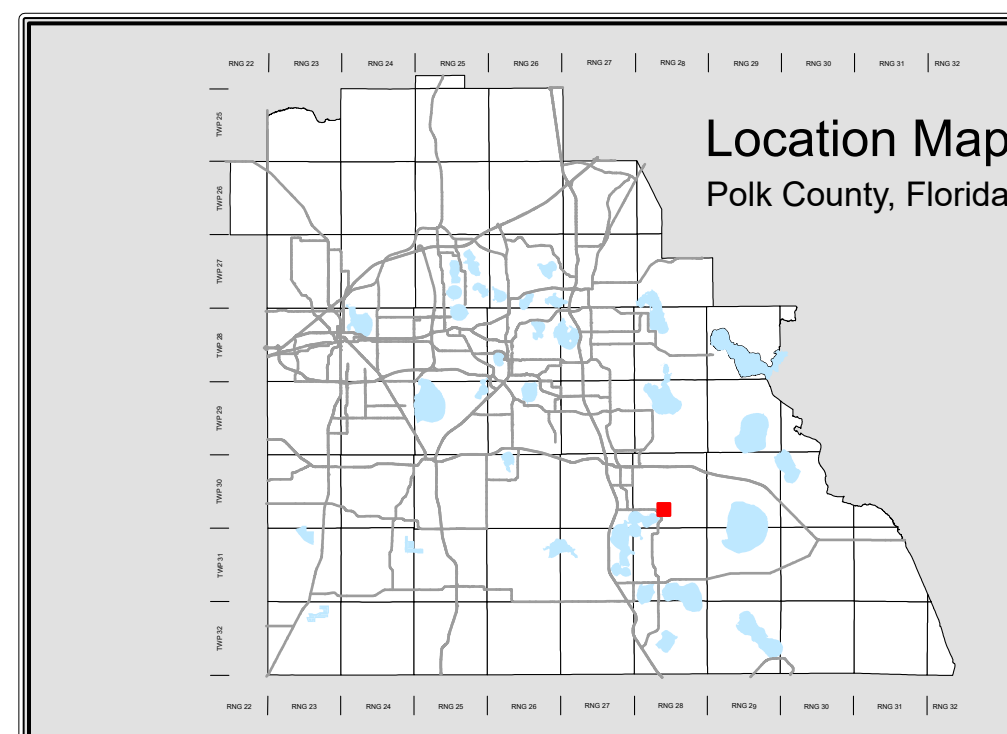 RNG 22 RNG 23 RNG 24 RNG 25 RNG 26 RNG 27 RNG 28 RNG 29 RNG 30 RNG 31 RNG 32
Location Map
Polk County, Florida
TWP 25
TWP 26
TWP 27
TWP 28
TWP 29
TWP 30
TWP 31
TWP 32
RNG 22 RNG 23 RNG 24 RNG 25 RNG 26 RNG 27 RNG 28 RNG 29 RNG 30 RNG 31 RNG 32